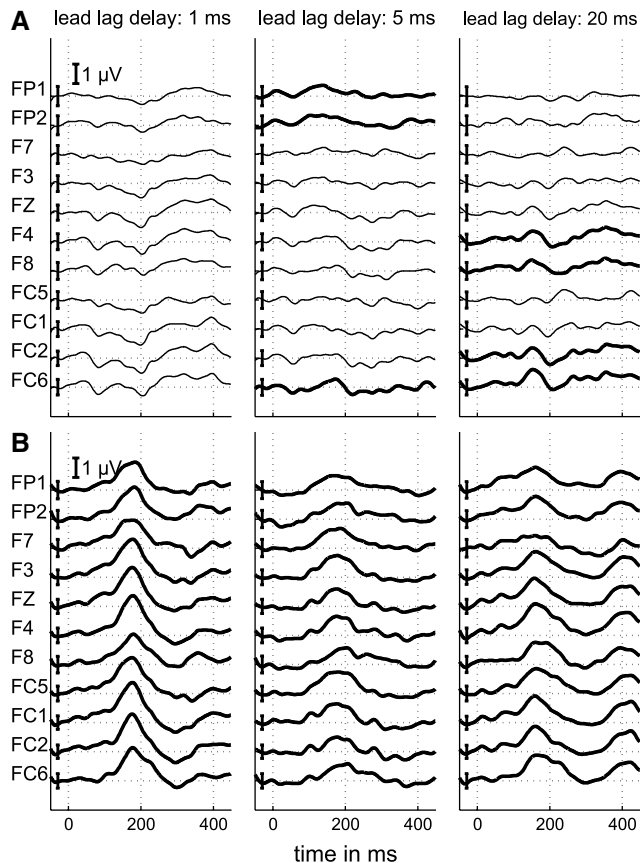 A
lead lag delay: 1 ms
lead lag delay: 5 ms
lead lag delay: 20 ms
1 µV
FP1
FP2
F7
F3
FZ
F4
F8
FC5
FC1
FC2
FC6
B
1 µV
FP1
FP2
F7
F3
FZ
F4
F8
FC5
FC1
FC2
FC6
0 200 400
0 200 400
0 200 400
time in ms